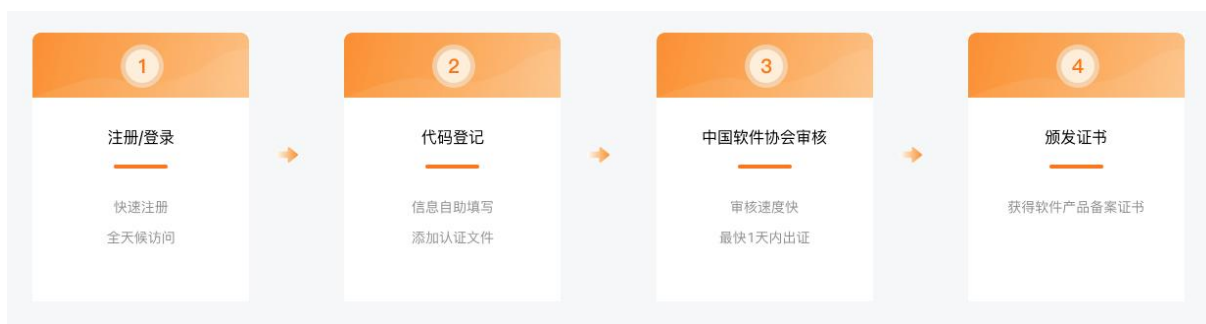 1
注册/登录
快速注册
全天候访问
2
代码登记
信息自助填写
添加认证文件
3
中国软件协会审核
审核速度快
最快1天内出证
4
颁发证书
获得软件产品备案证书